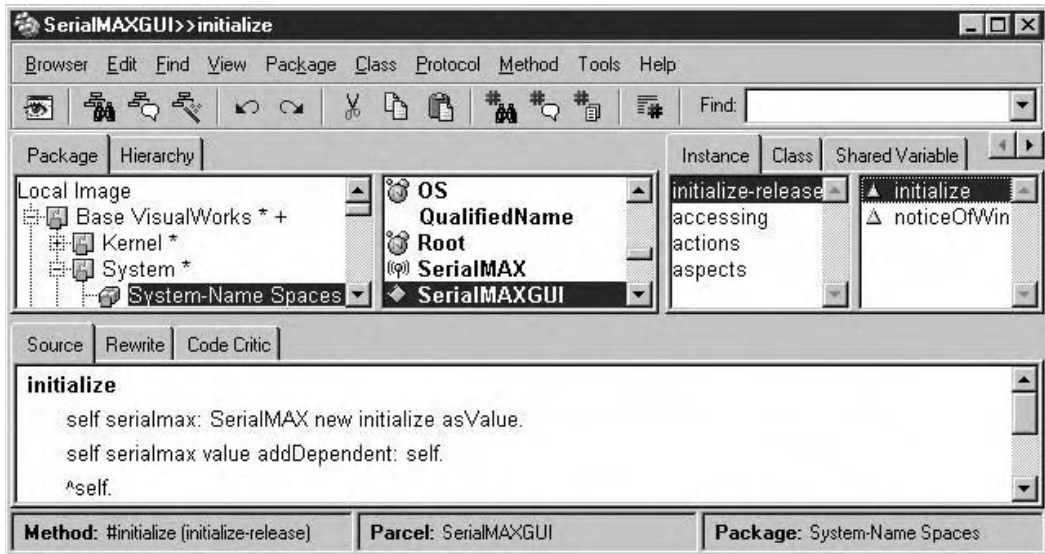 SerialMAXGUI>>initialize
Browser Edit Find View Package Class Protocol Method Tools Help
Find:
Package Hierarchy
Instance Class Shared Variable
Local Image
Base VisualWorks * +
Kernel *
System *
System-Name Spaces
OS
QualifiedName
Root
SerialMAX
SerialMAXGUI
initialize-release
accessing
actions
aspects
initialize
noticeOfWin
Source Rewrite Code Critic
initialize
self serialmax: SerialMAX new initialize asValue.
self serialmax value addDependent: self.
^self.
Method: #initialize (initialize-release) Parcel: SerialMAXGUI Package: System-Name Spaces